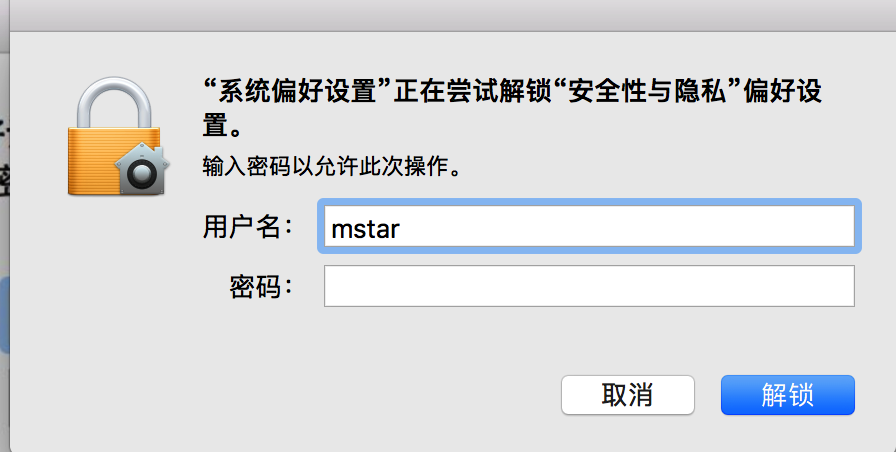 “系统偏好设置”正在尝试解锁“安全性与隐私”偏好设
置。
输入密码以允许此次操作。
用户名： mstar
密码：
取消 解锁